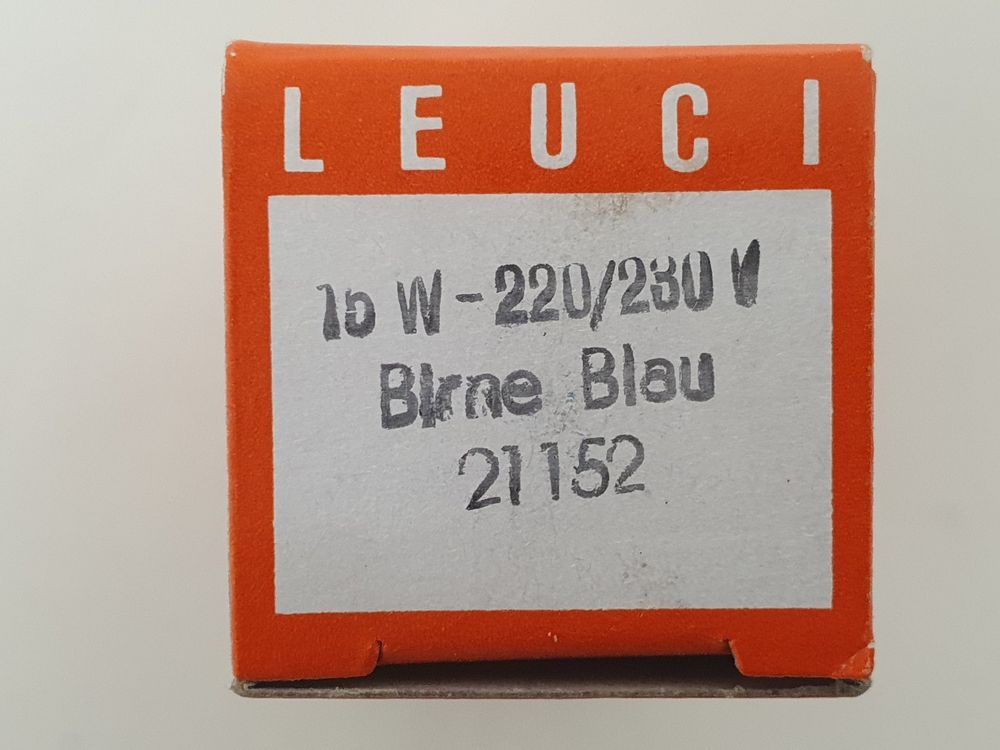 LEUCI
15 W - 220/230 V
Birne Blau
21152